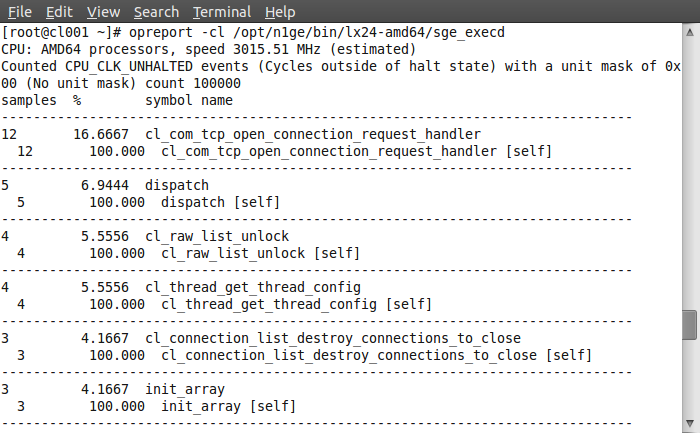 File Edit View Search Terminal Help
[root@cl001 ~]# opreport -cl /opt/n1ge/bin/lx24-amd64/sge_execd
CPU: AMD64 processors, speed 3015.51 MHz (estimated)
Counted CPU_CLK_UNHALTED events (Cycles outside of halt state) with a unit mask of 0x
00 (No unit mask) count 100000
samples  %        symbol name
-------------------------------------------------------------------------------
12       16.6667  cl_com_tcp_open_connection_request_handler
  12       100.000  cl_com_tcp_open_connection_request_handler [self]
-------------------------------------------------------------------------------
5         6.9444  dispatch
  5        100.000  dispatch [self]
-------------------------------------------------------------------------------
4         5.5556  cl_raw_list_unlock
  4        100.000  cl_raw_list_unlock [self]
-------------------------------------------------------------------------------
4         5.5556  cl_thread_get_thread_config
  4        100.000  cl_thread_get_thread_config [self]
-------------------------------------------------------------------------------
3         4.1667  cl_connection_list_destroy_connections_to_close
  3        100.000  cl_connection_list_destroy_connections_to_close [self]
-------------------------------------------------------------------------------
3         4.1667  init_array
  3        100.000  init_array [self]
-------------------------------------------------------------------------------